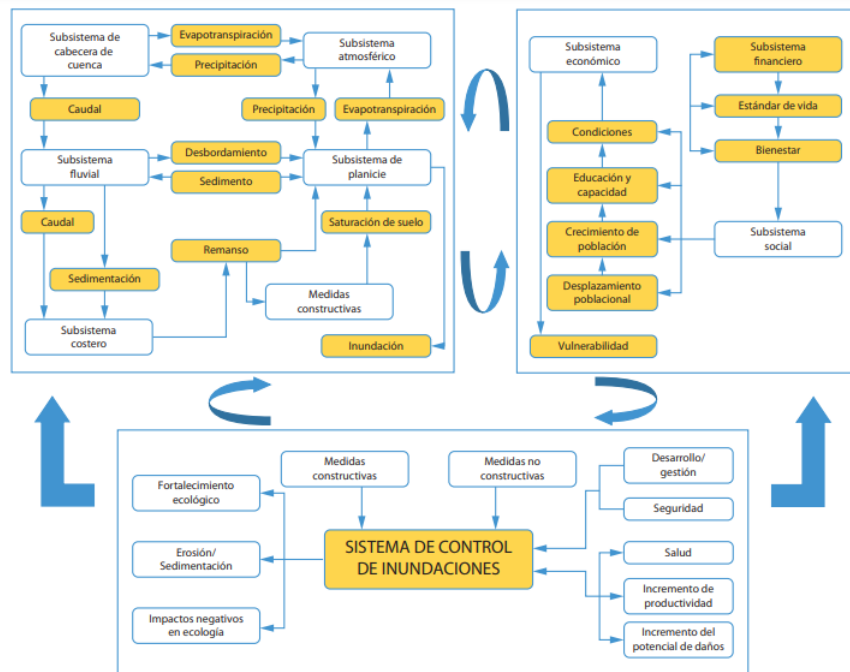 Subsistema de
cabecera de
cuenca
Evapotranspiración
Precipitación
Subsistema
atmosférico
Caudal
Precipitación
Evapotranspiración
Subsistema
fluvial
Desbordamiento
Sedimento
Subsistema de
planicie
Caudal
Saturación de suelo
Remanso
Sedimentación
Medidas
constructivas
Subsistema
costero
Inundación
Subsistema
económico
Subsistema
financiero
Estándar de vida
Condiciones
Bienestar
Educación y
capacidad
Crecimiento de
población
Subsistema
social
Desplazamiento
poblacional
Vulnerabilidad
Medidas
constructivas
Medidas no
constructivas
Desarrollo/
gestión
Fortalecimiento
ecológico
Seguridad
SISTEMA DE CONTROL
DE INUNDACIONES
Erosión/
Sedimentación
Salud
Incremento de
productividad
Impactos negativos
en ecología
Incremento del
potencial de daños